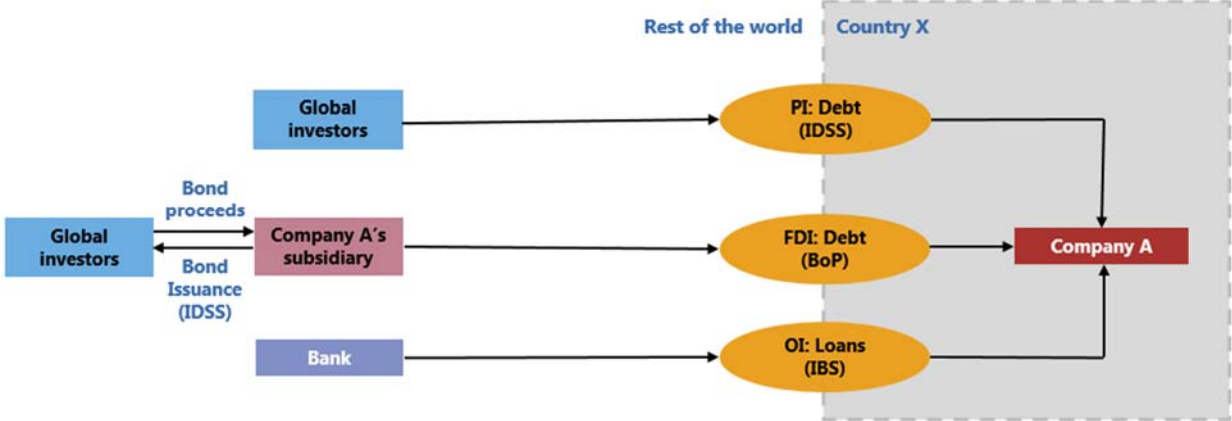 Rest of the world
Country X
Global
investors
PI: Debt
(IDSS)
Bond
proceeds
Global
investors
Company A's
subsidiary
FDI: Debt
(BoP)
Company A
Bond
Issuance
(IDSS)
Bank
OI: Loans
(IBS)